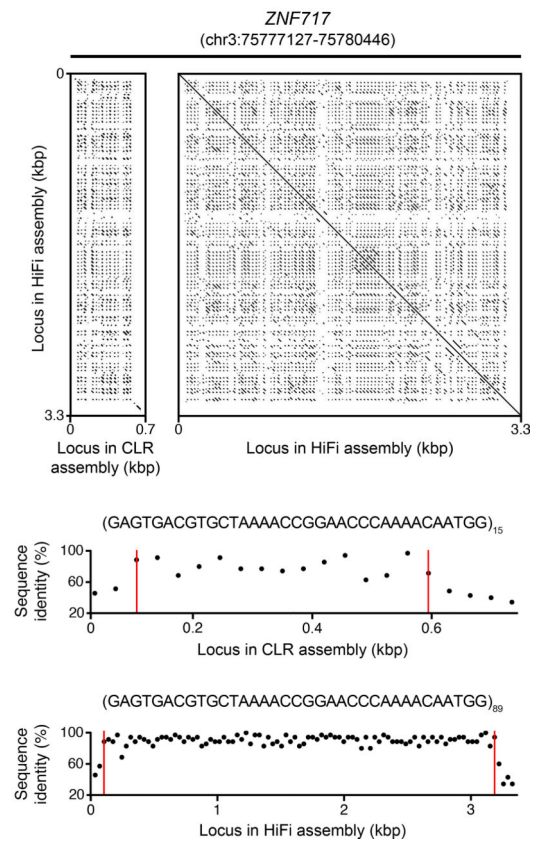 ZNF717
(chr3:75777127-75780446)
0
Locus in HiFi assembly (kbp)
3.3
0 0.7
Locus in CLR
assembly (kbp)
0 3.3
Locus in HiFi assembly (kbp)
(GAGTGACGTGCTAAAACCGGAACCCAAAACAATGG)15
Sequence
identity (%)
100
60
20
0 0.2 0.4 0.6
Locus in CLR assembly (kbp)
(GAGTGACGTGCTAAAACCGGAACCCAAAACAATGG)89
Sequence
identity (%)
100
60
20
0 1 2 3
Locus in HiFi assembly (kbp)